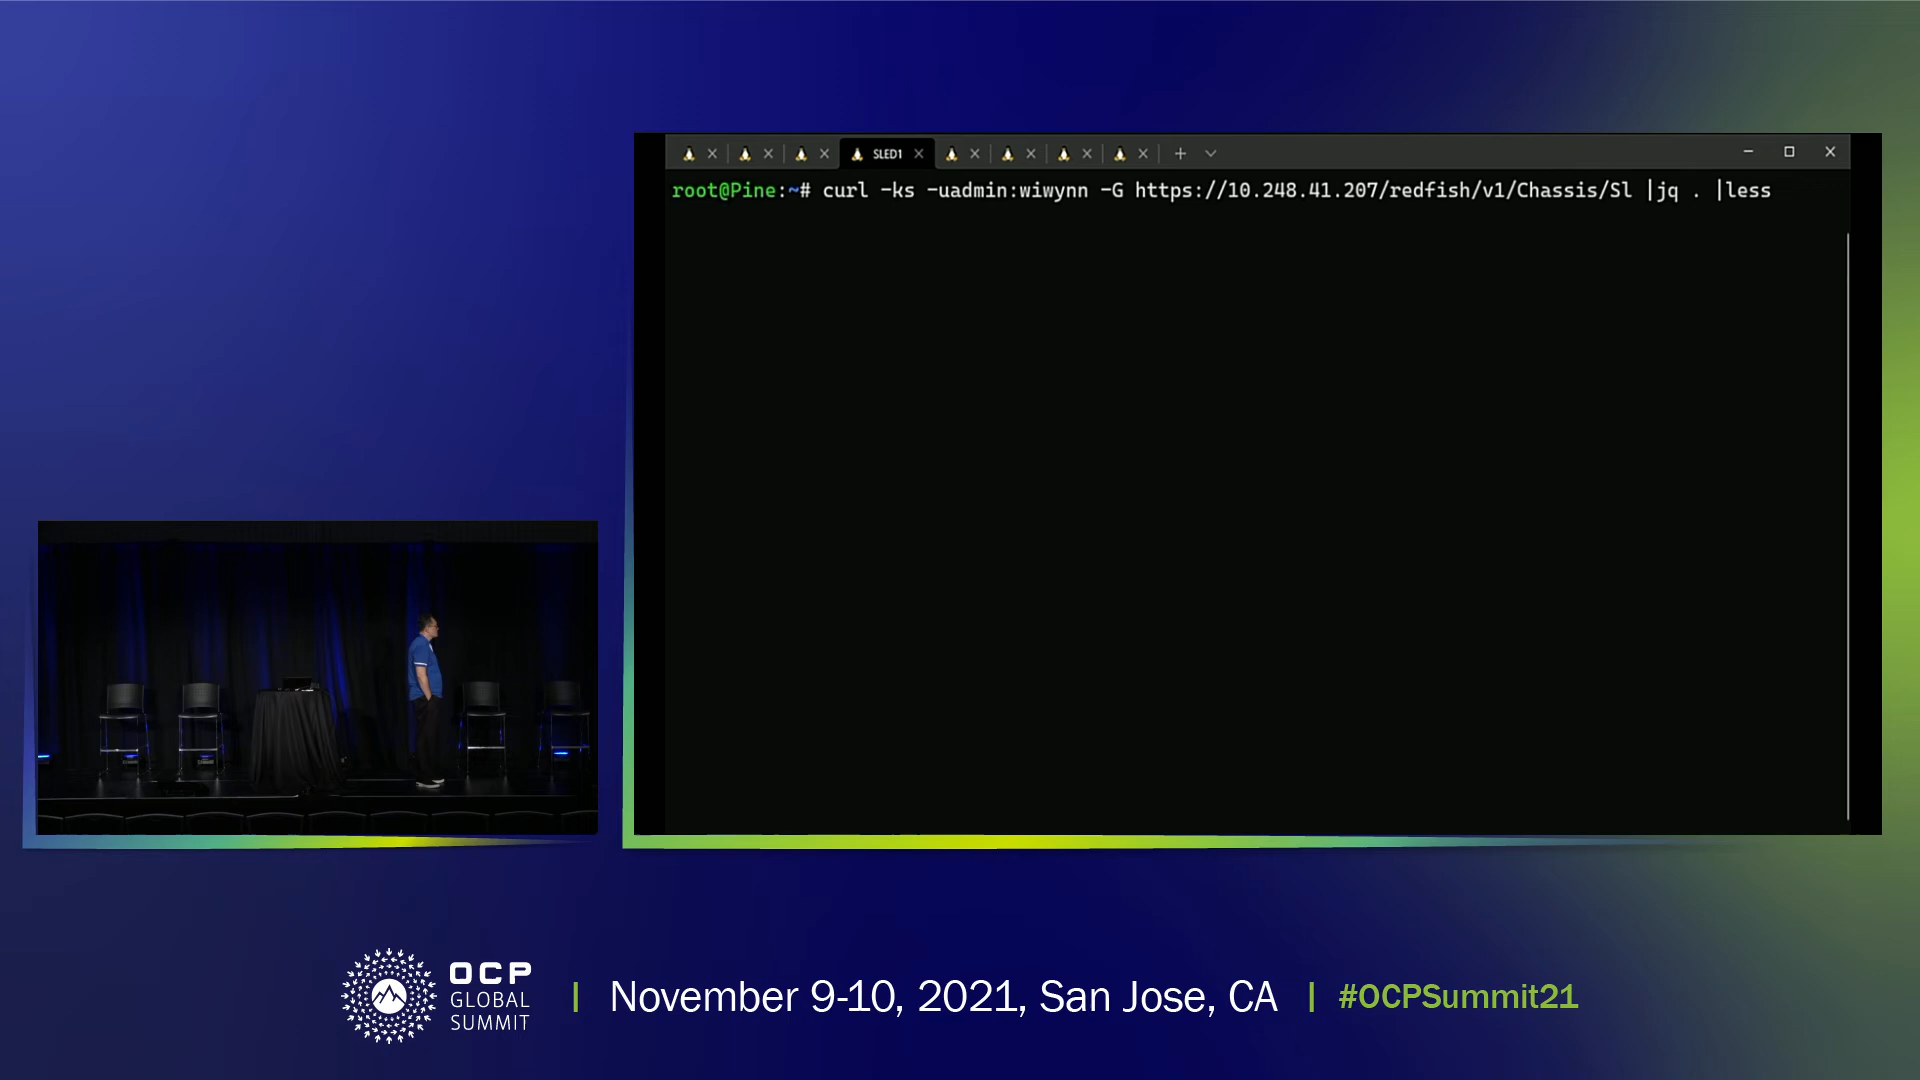 SLED1
root@Pine:~# curl -ks -uadmin:wiwynn -G https://10.248.41.207/redfish/v1/Chassis/Sl |jq . |less
OCP
GLOBAL
SUMMIT
November 9-10, 2021, San Jose, CA
#OCPSummit21